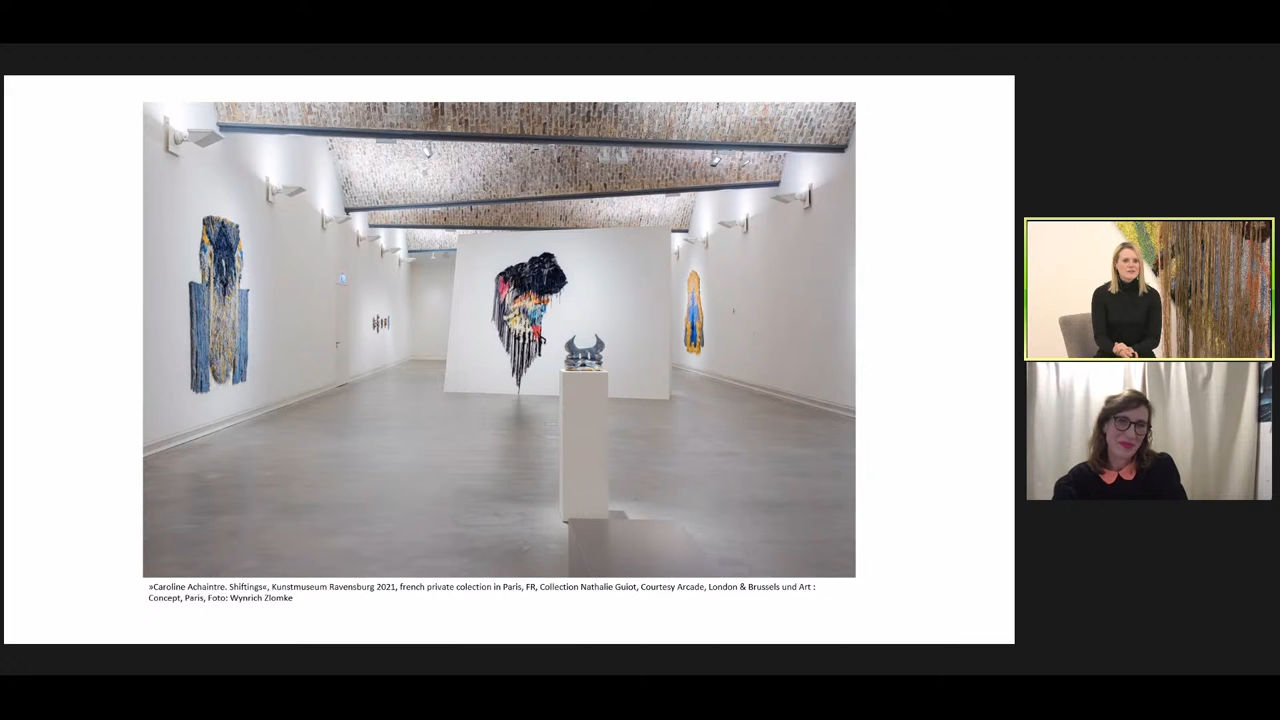 »Caroline Achaintre. Shiftings«, Kunstmuseum Ravensburg 2021, french private colection in Paris, FR, Collection Nathalie Guiot, Courtesy Arcade, London & Brussels und Art :
Concept, Paris, Foto: Wynrich Zlomke